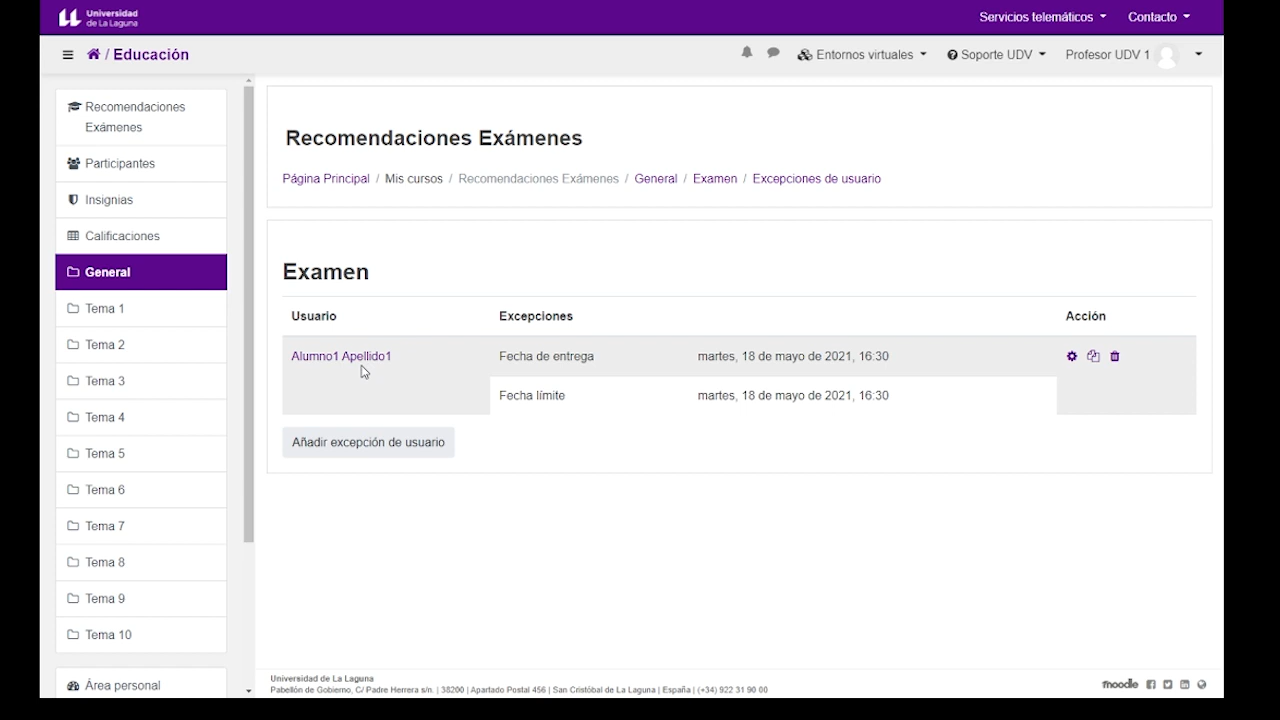 Universidad
de La Laguna
Servicios telemáticos
Contacto
/ Educación
Entornos virtuales
Soporte UDV
Profesor UDV 1
Recomendaciones
Exámenes
Participantes
Insignias
Calificaciones
General
Tema 1
Tema 2
Tema 3
Tema 4
Tema 5
Tema 6
Tema 7
Tema 8
Tema 9
Tema 10
Área personal
Recomendaciones Exámenes
Página Principal / Mis cursos / Recomendaciones Exámenes / General / Examen / Excepciones de usuario
Examen
Usuario Excepciones Acción
Alumno1 Apellido1 Fecha de entrega martes, 18 de mayo de 2021, 16:30
Fecha límite martes, 18 de mayo de 2021, 16:30
Añadir excepción de usuario
Universidad de La Laguna
Pabellón de Gobierno, C/ Padre Herrera s/n. | 38200 | Apartado Postal 456 | San Cristóbal de La Laguna | España | (+34) 922 31 90 00
moodle